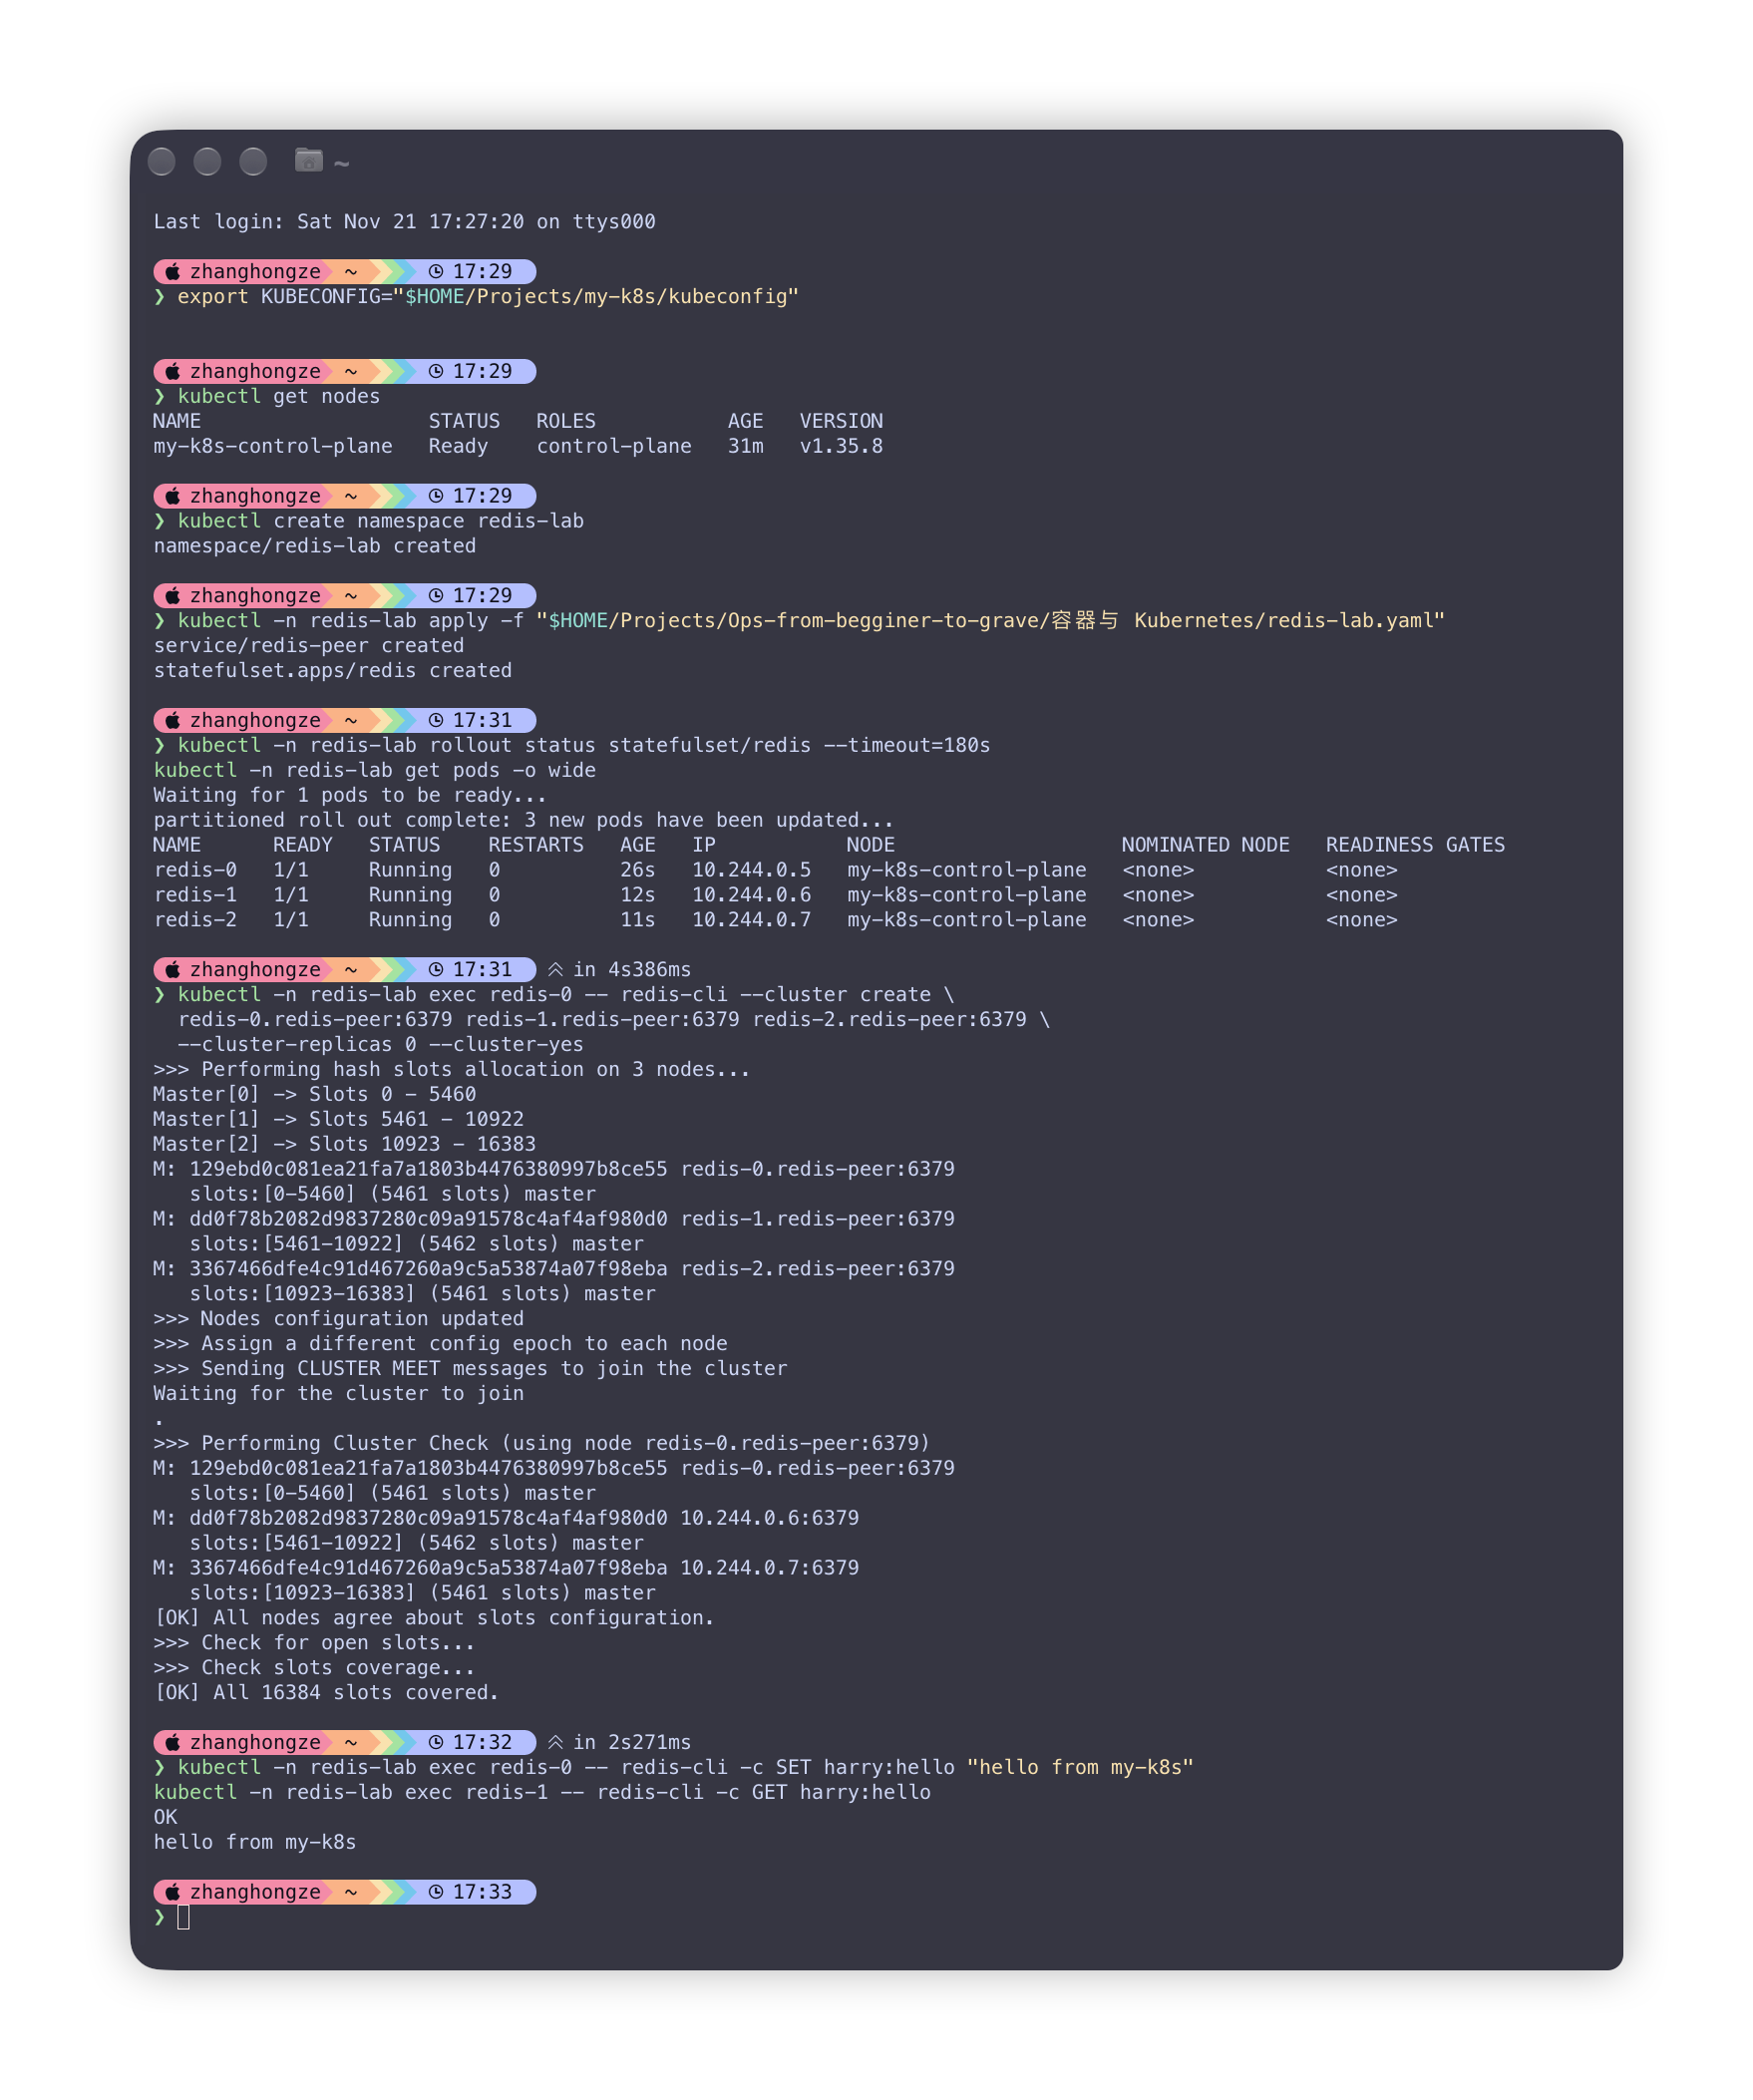 ~
Last login: Sat Nov 21 17:27:20 on ttys000
zhanghongze ~ 17:29
❯ export KUBECONFIG="$HOME/Projects/my-k8s/kubeconfig"
zhanghongze ~ 17:29
❯ kubectl get nodes
NAME STATUS ROLES AGE VERSION
my-k8s-control-plane Ready control-plane 31m v1.35.8
zhanghongze ~ 17:29
❯ kubectl create namespace redis-lab
namespace/redis-lab created
zhanghongze ~ 17:29
❯ kubectl -n redis-lab apply -f "$HOME/Projects/Ops-from-begginer-to-grave/容器与 Kubernetes/redis-lab.yaml"
service/redis-peer created
statefulset.apps/redis created
zhanghongze ~ 17:31
❯ kubectl -n redis-lab rollout status statefulset/redis --timeout=180s
kubectl -n redis-lab get pods -o wide
Waiting for 1 pods to be ready...
partitioned roll out complete: 3 new pods have been updated...
NAME READY STATUS RESTARTS AGE IP NODE NOMINATED NODE READINESS GATES
redis-0 1/1 Running 0 26s 10.244.0.5 my-k8s-control-plane <none> <none>
redis-1 1/1 Running 0 12s 10.244.0.6 my-k8s-control-plane <none> <none>
redis-2 1/1 Running 0 11s 10.244.0.7 my-k8s-control-plane <none> <none>
zhanghongze ~ 17:31 in 4s386ms
❯ kubectl -n redis-lab exec redis-0 -- redis-cli --cluster create \
redis-0.redis-peer:6379 redis-1.redis-peer:6379 redis-2.redis-peer:6379 \
--cluster-replicas 0 --cluster-yes
>>> Performing hash slots allocation on 3 nodes...
Master[0] -> Slots 0 - 5460
Master[1] -> Slots 5461 - 10922
Master[2] -> Slots 10923 - 16383
M: 129ebd0c081ea21fa7a1803b4476380997b8ce55 redis-0.redis-peer:6379
slots:[0-5460] (5461 slots) master
M: dd0f78b2082d9837280c09a91578c4af4af980d0 redis-1.redis-peer:6379
slots:[5461-10922] (5462 slots) master
M: 3367466dfe4c91d467260a9c5a53874a07f98eba redis-2.redis-peer:6379
slots:[10923-16383] (5461 slots) master
>>> Nodes configuration updated
>>> Assign a different config epoch to each node
>>> Sending CLUSTER MEET messages to join the cluster
Waiting for the cluster to join
.
>>> Performing Cluster Check (using node redis-0.redis-peer:6379)
M: 129ebd0c081ea21fa7a1803b4476380997b8ce55 redis-0.redis-peer:6379
slots:[0-5460] (5461 slots) master
M: dd0f78b2082d9837280c09a91578c4af4af980d0 10.244.0.6:6379
slots:[5461-10922] (5462 slots) master
M: 3367466dfe4c91d467260a9c5a53874a07f98eba 10.244.0.7:6379
slots:[10923-16383] (5461 slots) master
[OK] All nodes agree about slots configuration.
>>> Check for open slots...
>>> Check slots coverage...
[OK] All 16384 slots covered.
zhanghongze ~ 17:32 in 2s271ms
❯ kubectl -n redis-lab exec redis-0 -- redis-cli -c SET harry:hello "hello from my-k8s"
kubectl -n redis-lab exec redis-1 -- redis-cli -c GET harry:hello
OK
hello from my-k8s
zhanghongze ~ 17:33
❯